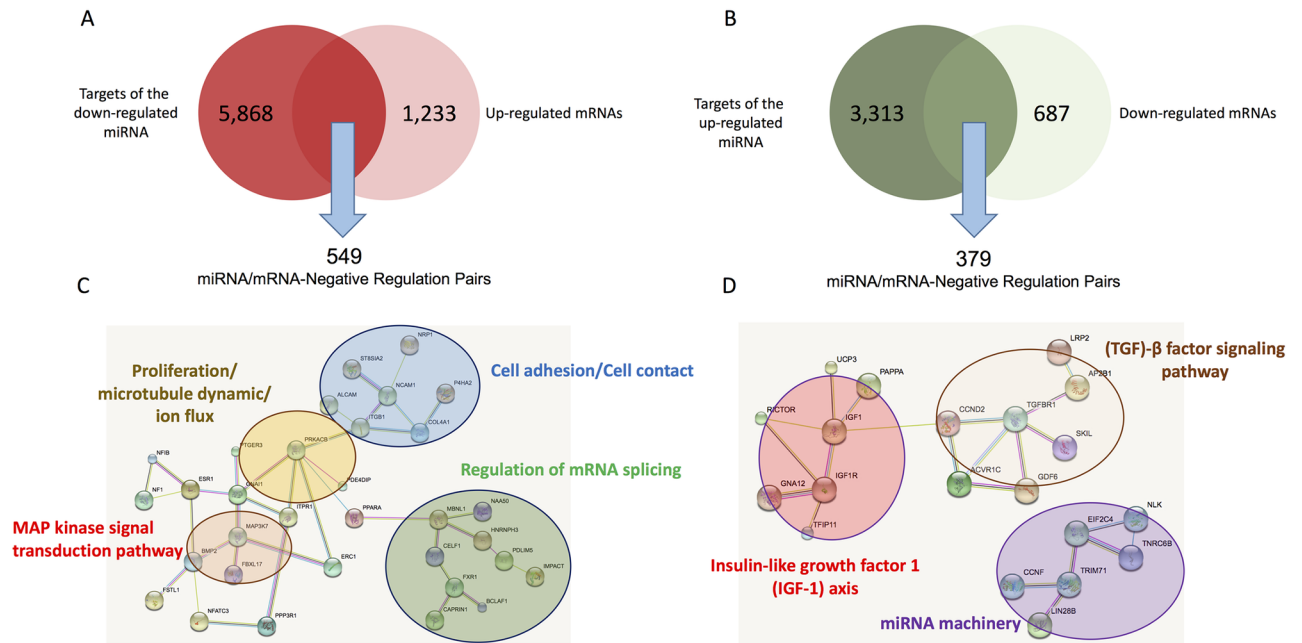 A
B
Targets of the
down-regulated
miRNA
5,868
1,233
Up-regulated mRNAs
Targets of the
up-regulated
miRNA
3,313
687
Down-regulated mRNAs
549
miRNA/mRNA-Negative Regulation Pairs
379
miRNA/mRNA-Negative Regulation Pairs
C
D
Proliferation/
microtubule dynamic/
ion flux
Cell adhesion/Cell contact
Regulation of mRNA splicing
MAP kinase signal
transduction pathway
NRP1
ST8SIA2
NCAM1
P4HA2
ALCAM
ITGB1
COL4A1
PRKACB
PTGER3
NFIB
NF1
ESR1
GNAI1
PDE4DIP
ITPR1
PPARA
MAP3K7
BMP2
FBXL17
ERC1
FSTL1
NFATC3
PPP3R1
NAA50
MBNL1
HNRNPH3
CELF1
PDLIM5
IMPACT
FXR1
BCLAF1
CAPRIN1
(TGF)-β factor signaling
pathway
Insulin-like growth factor 1
(IGF-1) axis
miRNA machinery
UCP3
PAPPA
RICTOR
IGF1
IGF1R
GNA12
TFIP11
LRP2
AP2B1
CCND2
TGFBR1
SKIL
ACVR1C
GDF6
NLK
EIF2C4
TNRC6B
CCNF
TRIM71
LIN28B